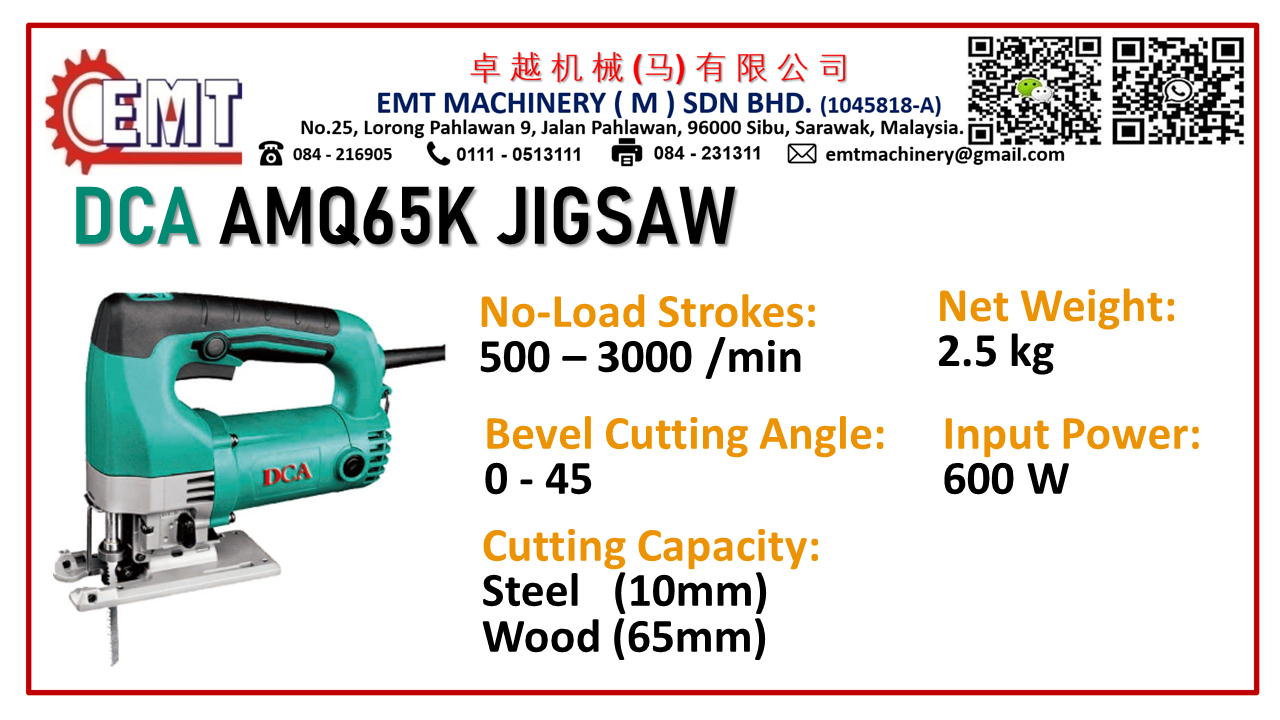 EMT
卓越机械(马)有限公司
EMT MACHINERY ( M ) SDN BHD. (1045818-A)
No.25, Lorong Pahlawan 9, Jalan Pahlawan, 96000 Sibu, Sarawak, Malaysia.
084 - 216905 0111 - 0513111 084 - 231311 emtmachinery@gmail.com
DCA AMQ65K JIGSAW
No-Load Strokes:
500 – 3000 /min
Net Weight:
2.5 kg
Bevel Cutting Angle:
0 - 45
Input Power:
600 W
Cutting Capacity:
Steel (10mm)
Wood (65mm)
DCA